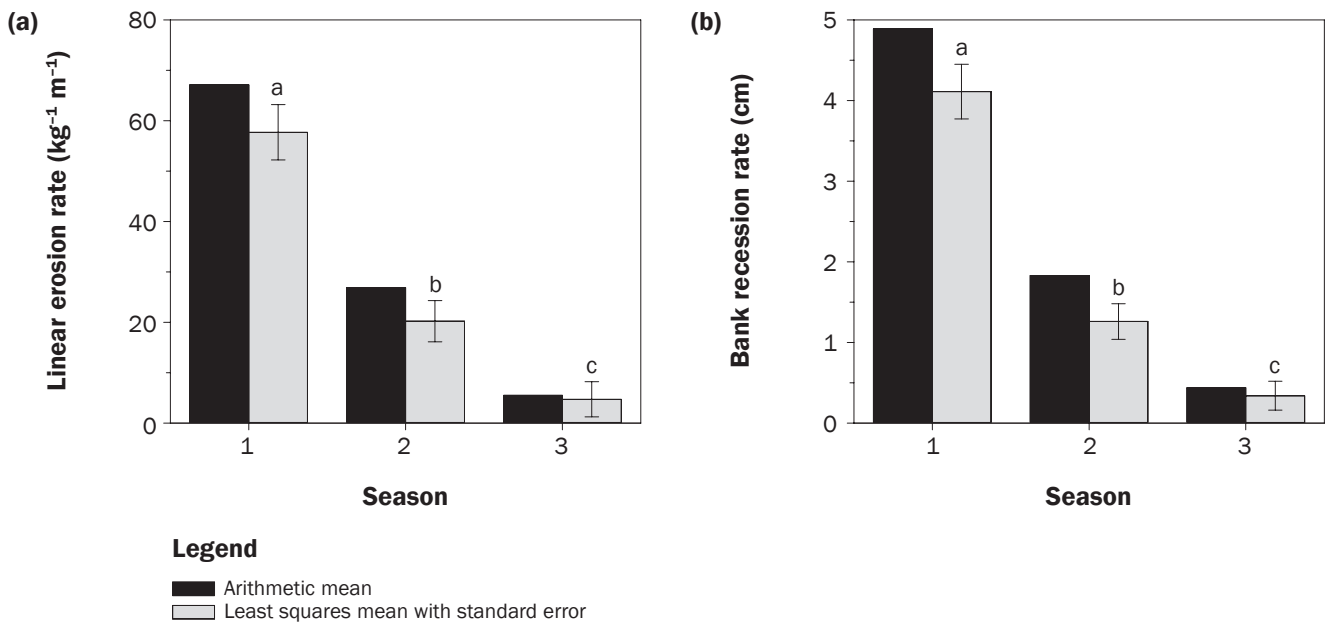 (a)
Linear erosion rate (kg⁻¹ m⁻¹)
80
60
40
20
0
a
b
c
1 2 3
Season
(b)
Bank recession rate (cm)
5
4
3
2
1
0
a
b
c
1 2 3
Season
Legend
Arithmetic mean
Least squares mean with standard error